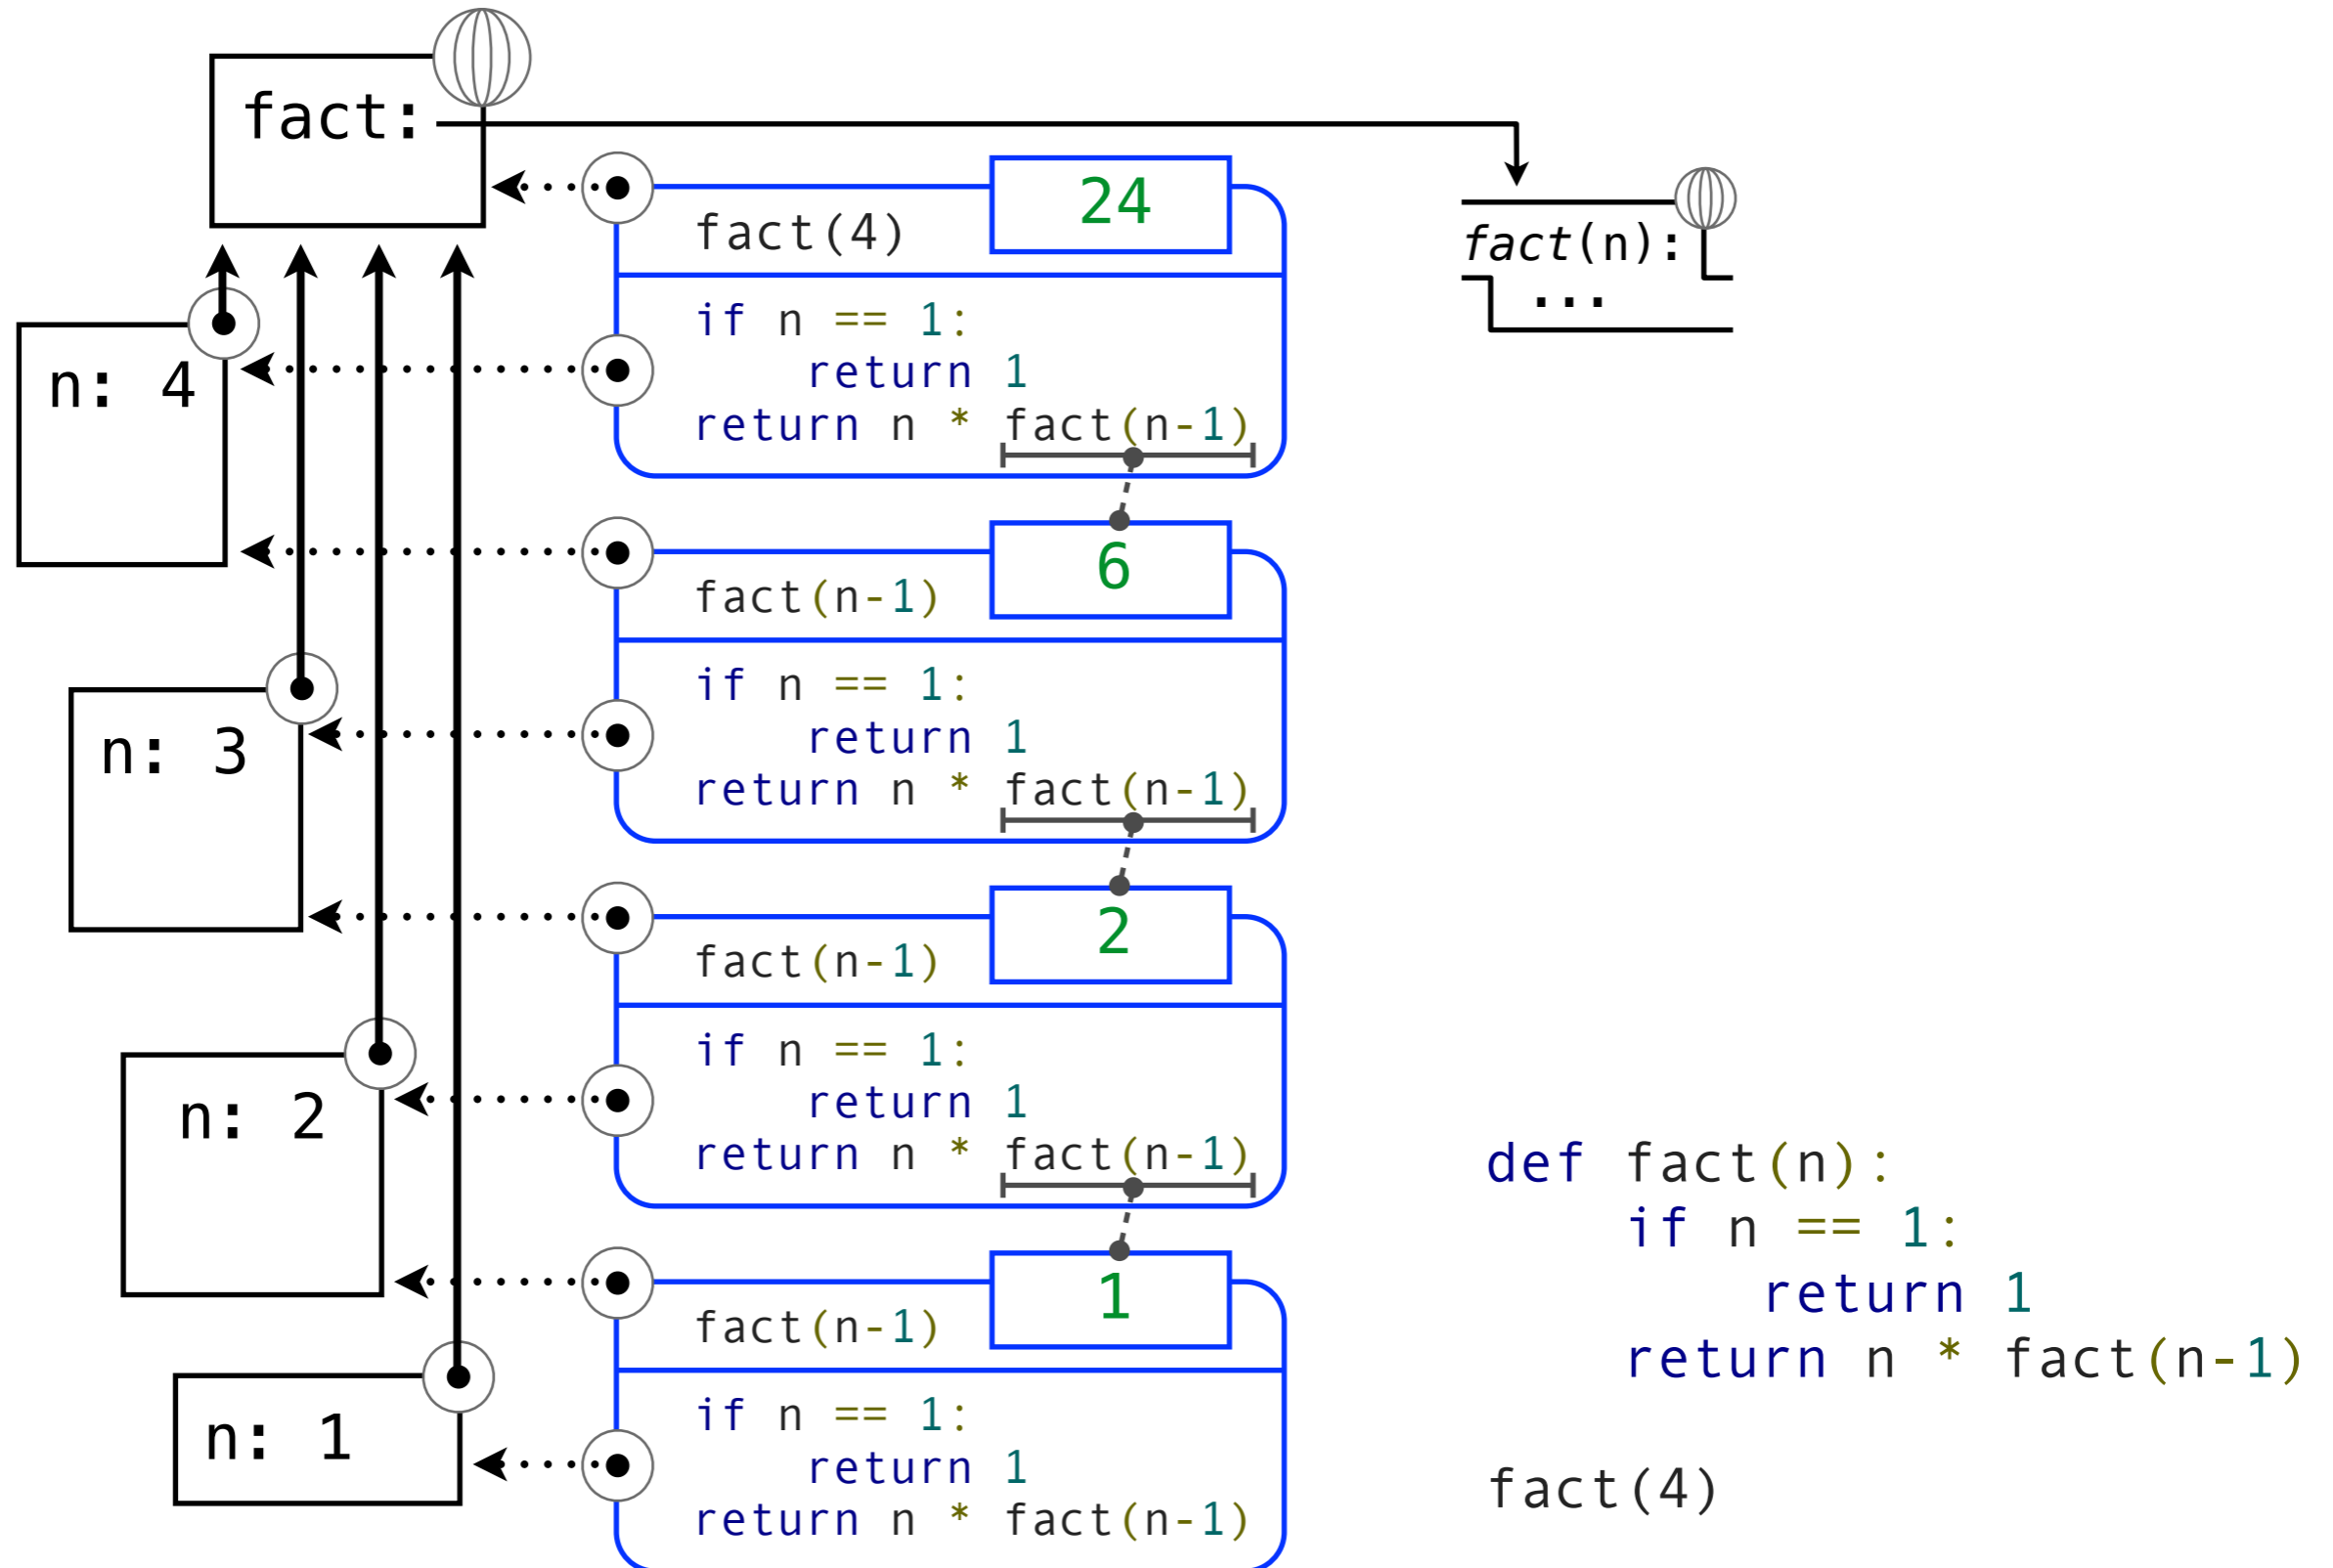 fact:
24
fact(4)
fact(n):
...
if n == 1:
    return 1
return n * fact(n-1)
n: 4
6
fact(n-1)
if n == 1:
    return 1
return n * fact(n-1)
n: 3
2
fact(n-1)
if n == 1:
    return 1
return n * fact(n-1)
n: 2
1
fact(n-1)
if n == 1:
    return 1
return n * fact(n-1)
n: 1
def fact(n):
    if n == 1:
        return 1
    return n * fact(n-1)
fact(4)